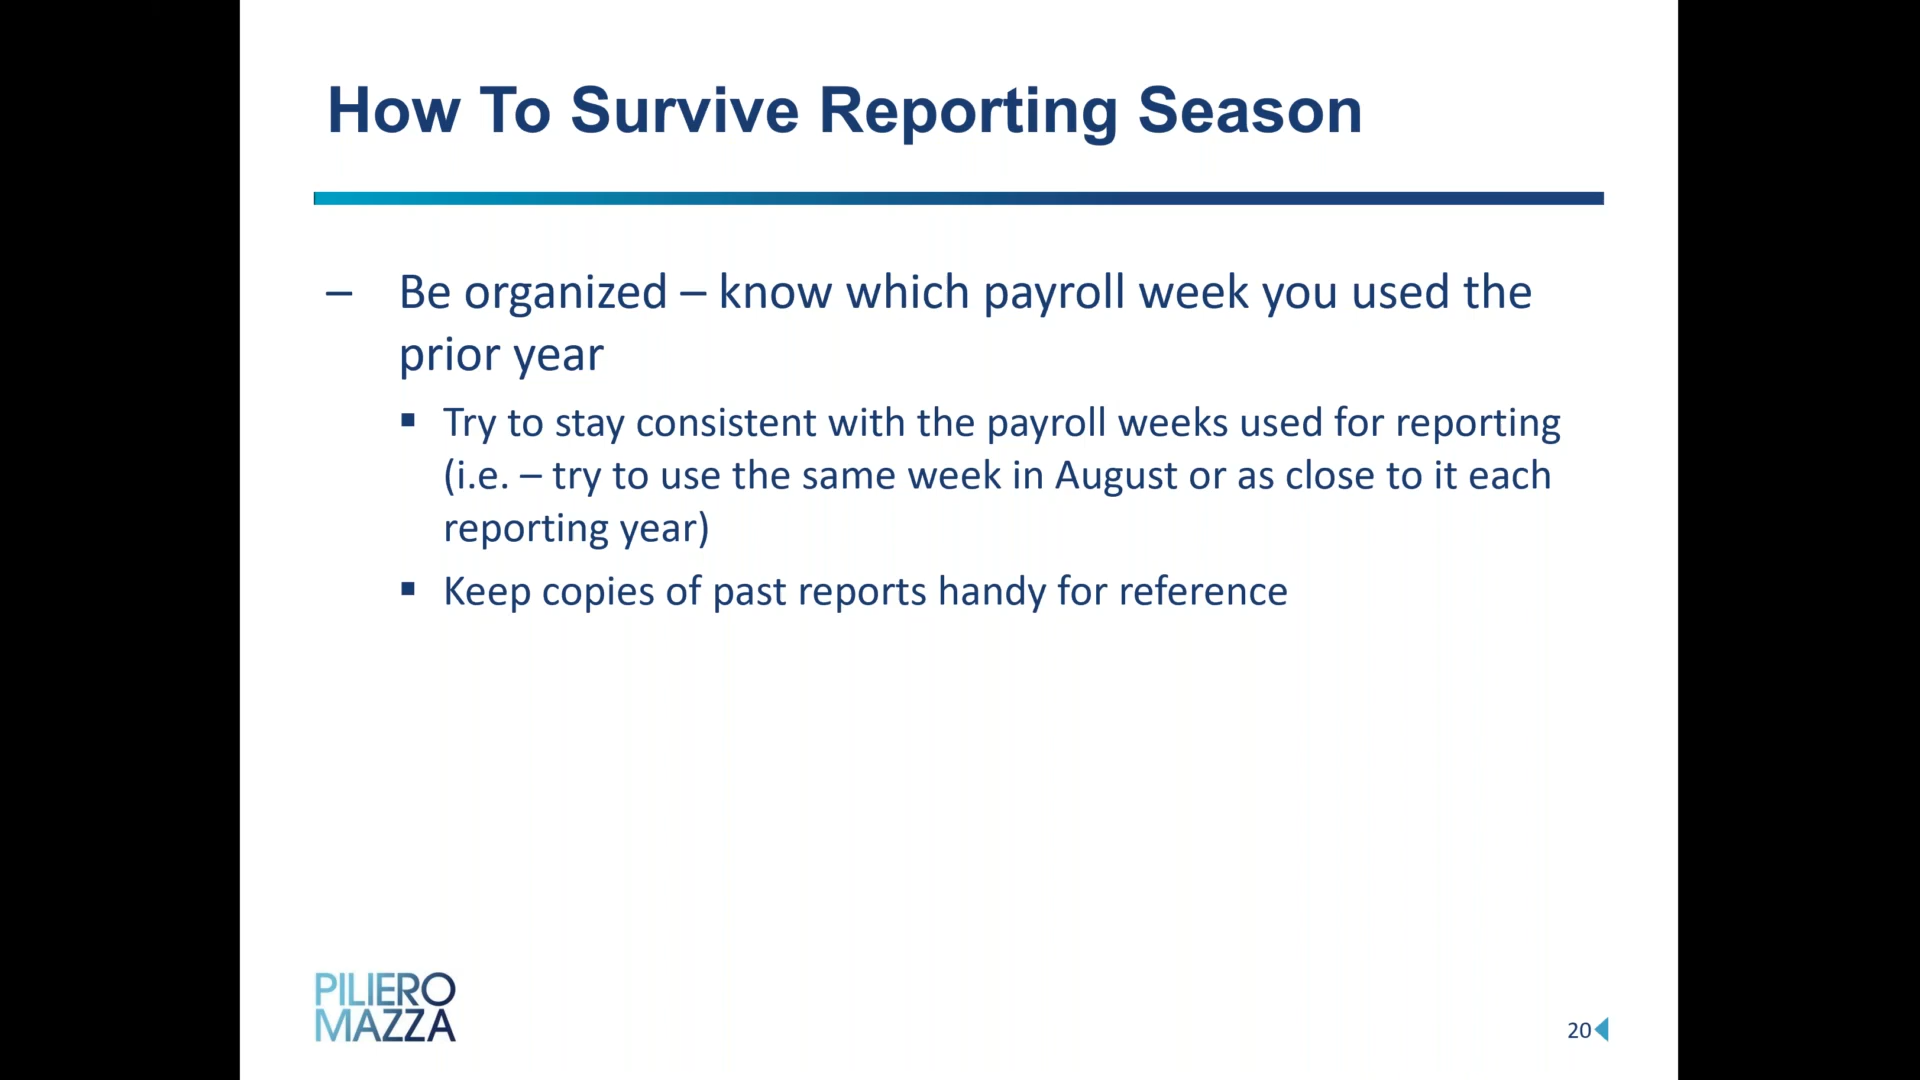 How To Survive Reporting Season
– Be organized – know which payroll week you used the
prior year
▪ Try to stay consistent with the payroll weeks used for reporting
(i.e. – try to use the same week in August or as close to it each
reporting year)
▪ Keep copies of past reports handy for reference
PILIERO
MAZZA
20